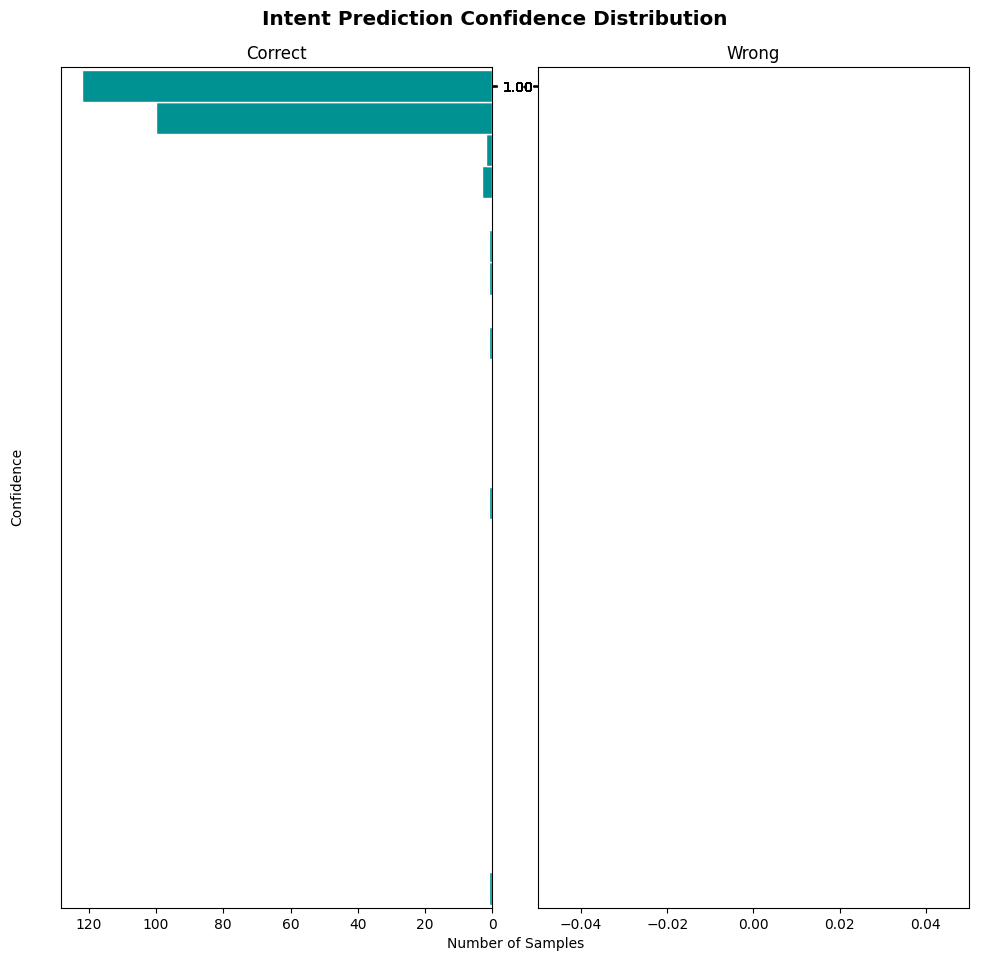 Intent Prediction Confidence Distribution
Correct
Wrong
1.00
Confidence
120 100 80 60 40 20 0
−0.04 −0.02 0.00 0.02 0.04
Number of Samples